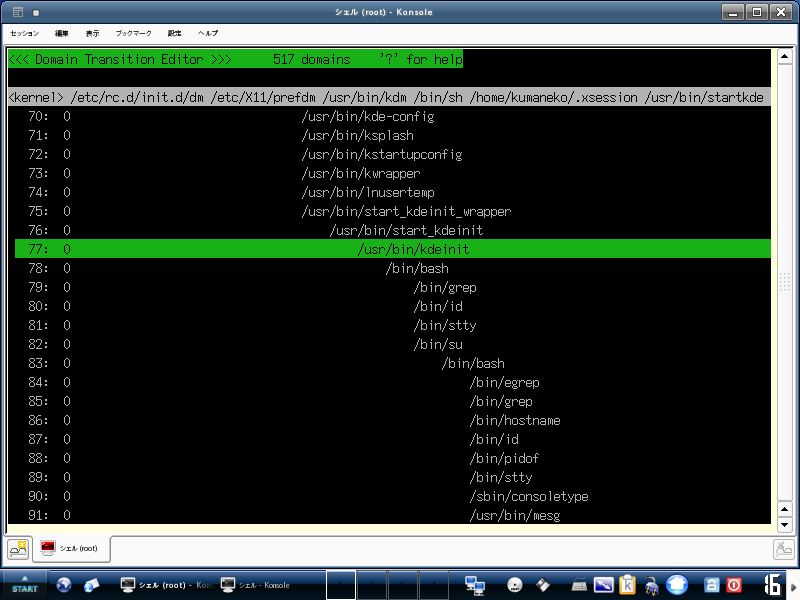 シェル (root) - Konsole
セッション 編集 表示 ブックマーク 設定 ヘルプ
<<< Domain Transition Editor >>>      517 domains    '?' for help
<kernel> /etc/rc.d/init.d/dm /etc/X11/prefdm /usr/bin/kdm /bin/sh /home/kumaneko/.xsession /usr/bin/startkde
70:  0 /usr/bin/kde-config
71:  0 /usr/bin/ksplash
72:  0 /usr/bin/kstartupconfig
73:  0 /usr/bin/kwrapper
74:  0 /usr/bin/lnusertemp
75:  0 /usr/bin/start_kdeinit_wrapper
76:  0 /usr/bin/start_kdeinit
77:  0 /usr/bin/kdeinit
78:  0 /bin/bash
79:  0 /bin/grep
80:  0 /bin/id
81:  0 /bin/stty
82:  0 /bin/su
83:  0 /bin/bash
84:  0 /bin/egrep
85:  0 /bin/grep
86:  0 /bin/hostname
87:  0 /bin/id
88:  0 /bin/pidof
89:  0 /bin/stty
90:  0 /sbin/consoletype
91:  0 /usr/bin/mesg
シェル (root)
START シェル (root) - Kon シェル - Konsole 16